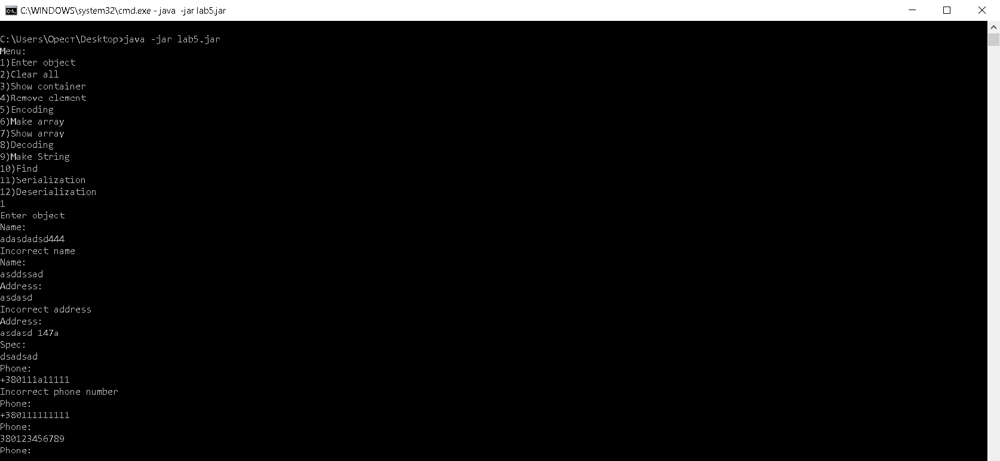 C:\WINDOWS\system32\cmd.exe - java  -jar lab5.jar
C:\Users\Орест\Desktop>java -jar lab5.jar
Menu:
1)Enter object
2)Clear all
3)Show container
4)Remove element
5)Encoding
6)Make array
7)Show array
8)Decoding
9)Make String
10)Find
11)Serialization
12)Deserialization
1
Enter object
Name:
adasdadsd444
Incorrect name
Name:
asddssad
Address:
asdasd
Incorrect address
Address:
asdasd 147a
Spec:
dsadsad
Phone:
+380111a11111
Incorrect phone number
Phone:
+380111111111
Phone:
380123456789
Phone: